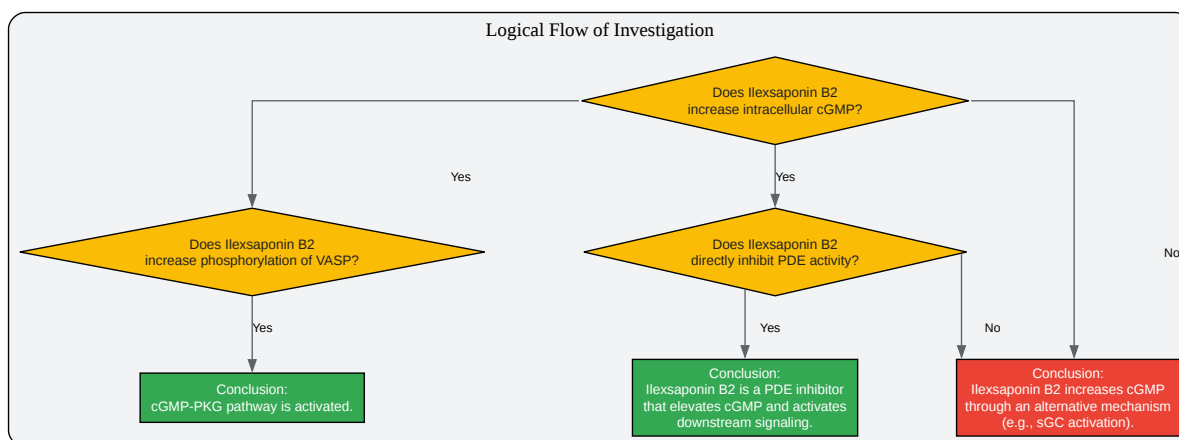 Logical Flow of Investigation
Does Ilexsaponin B2
increase intracellular cGMP?
Yes
Yes
No
Does Ilexsaponin B2
increase phosphorylation of VASP?
Does Ilexsaponin B2
directly inhibit PDE activity?
Yes
Yes
No
Conclusion:
cGMP-PKG pathway is activated.
Conclusion:
Ilexsaponin B2 is a PDE inhibitor
that elevates cGMP and activates
downstream signaling.
Conclusion:
Ilexsaponin B2 increases cGMP
through an alternative mechanism
(e.g., sGC activation).